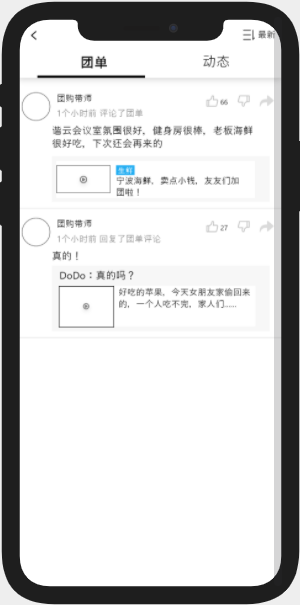 最新
团单 动态
团购带师
1个小时前 评论了团单
66
谐云会议室氛围很好，健身房很棒，老板海鲜
很好吃，下次还会再来的
生鲜
宁波海鲜，卖点小钱，友友们加
团啦！
团购带师
1个小时前 回复了团单评论
27
真的！
DoDo：真的吗？
好吃的苹果，今天女朋友家偷回来
的，一个人吃不完，家人们......